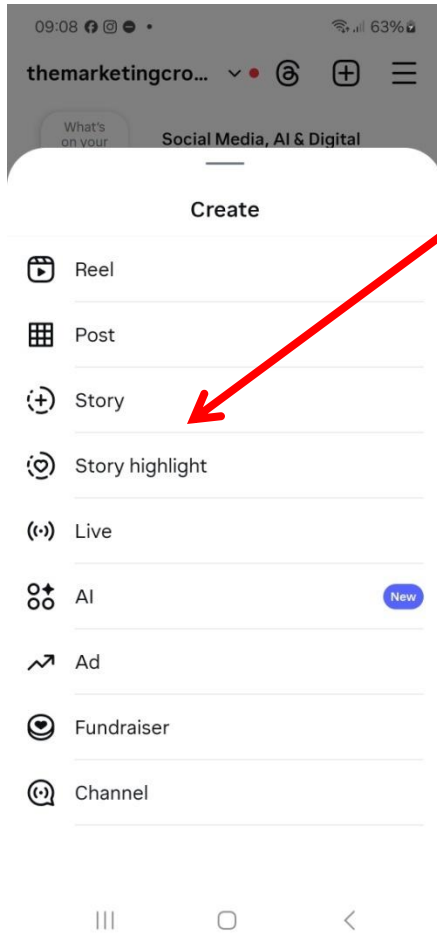 09:08 63%
themarketingcro...
What's
on your
Social Media, AI & Digital
Create
Reel
Post
Story
Story highlight
Live
AI New
Ad
Fundraiser
Channel